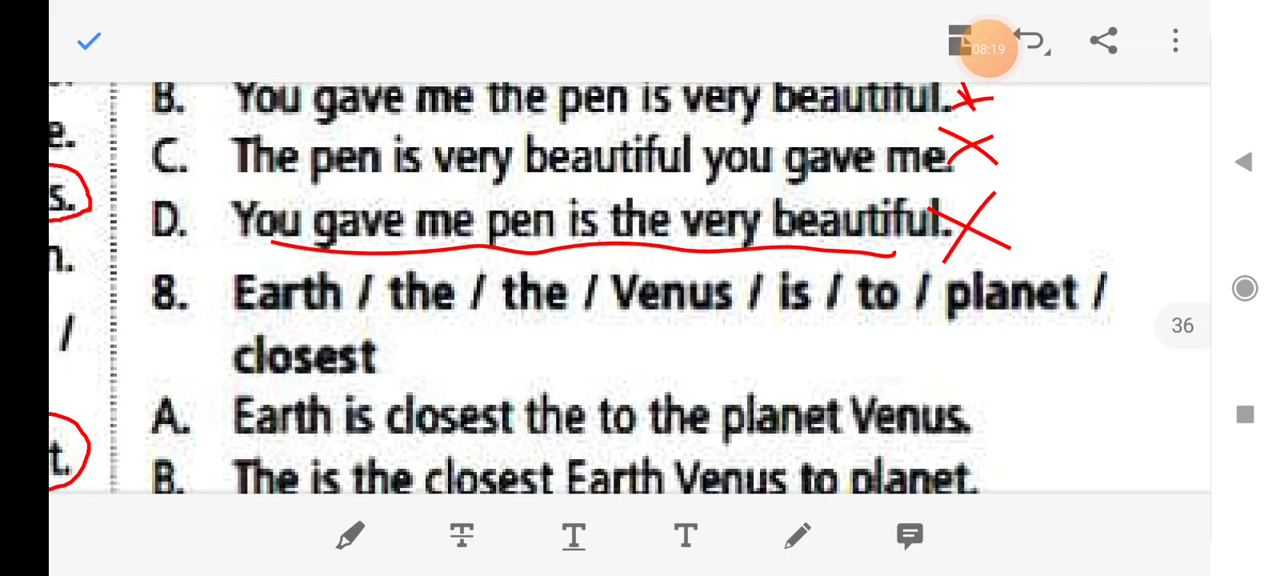 08:19
B. You gave me the pen is very beautiful.
e.
C. The pen is very beautiful you gave me.
s.
D. You gave me pen is the very beautiful.
n.
8. Earth / the / the / Venus / is / to / planet /
/
closest
36
A. Earth is closest the to the planet Venus.
t.
B. The is the closest Earth Venus to planet.
T T T